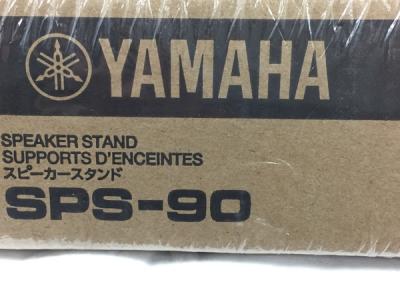 YAMAHA
SPEAKER STAND
SUPPORTS D'ENCEINTES
スピーカースタンド
SPS-90